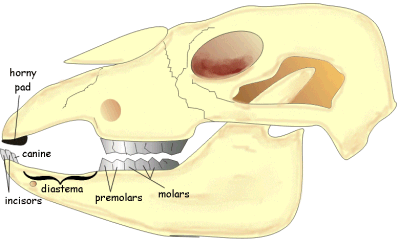 horny
pad
canine
incisors
diastema
premolars
molars